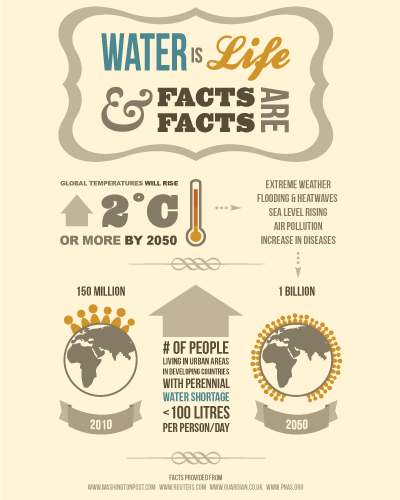 WATER IS Life
& FACTS ARE
FACTS
GLOBAL TEMPERATURES WILL RISE
2°C
OR MORE BY 2050
EXTREME WEATHER
FLOODING & HEATWAVES
SEA LEVEL RISING
AIR POLLUTION
INCREASE IN DISEASES
150 MILLION
2010
# OF PEOPLE
LIVING IN URBAN AREAS
IN DEVELOPING COUNTRIES
WITH PERENNIAL
WATER SHORTAGE
<100 LITRES
PER PERSON/DAY
1 BILLION
2050
FACTS PROVIDED FROM
WWW.WASHINGTONPOST.COM WWW.REUTERS.COM WWW.GUARDIAN.CO.UK WWW.PNAS.ORG